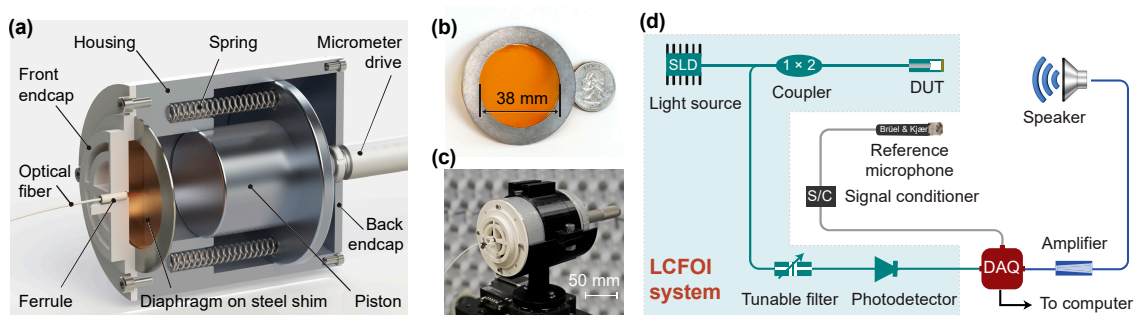 (a)
Housing
Spring
Micrometer
drive
Front
endcap
Optical
fiber
Back
endcap
Ferrule
Diaphragm on steel shim
Piston
(b)
38 mm
(c)
50 mm
(d)
SLD
1 × 2
Light source
Coupler
DUT
Speaker
Brüel & Kjær
Reference
microphone
S/C
Signal conditioner
LCFOI
system
Tunable filter
Photodetector
DAQ
Amplifier
To computer